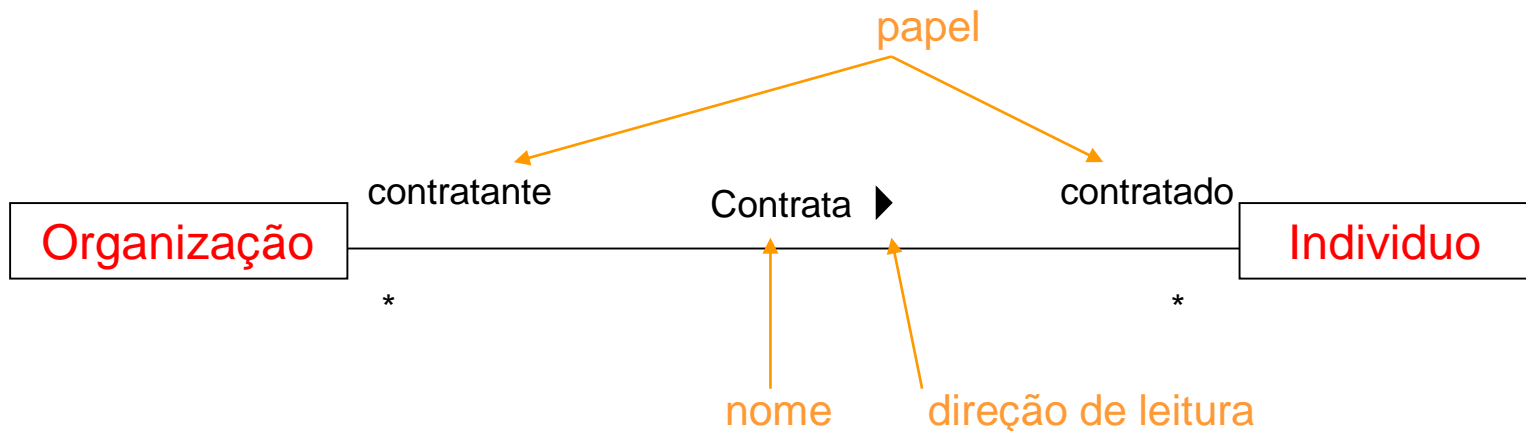 papel
contratante
Contrata
contratado
Organização
Individuo
*
*
nome
direção de leitura